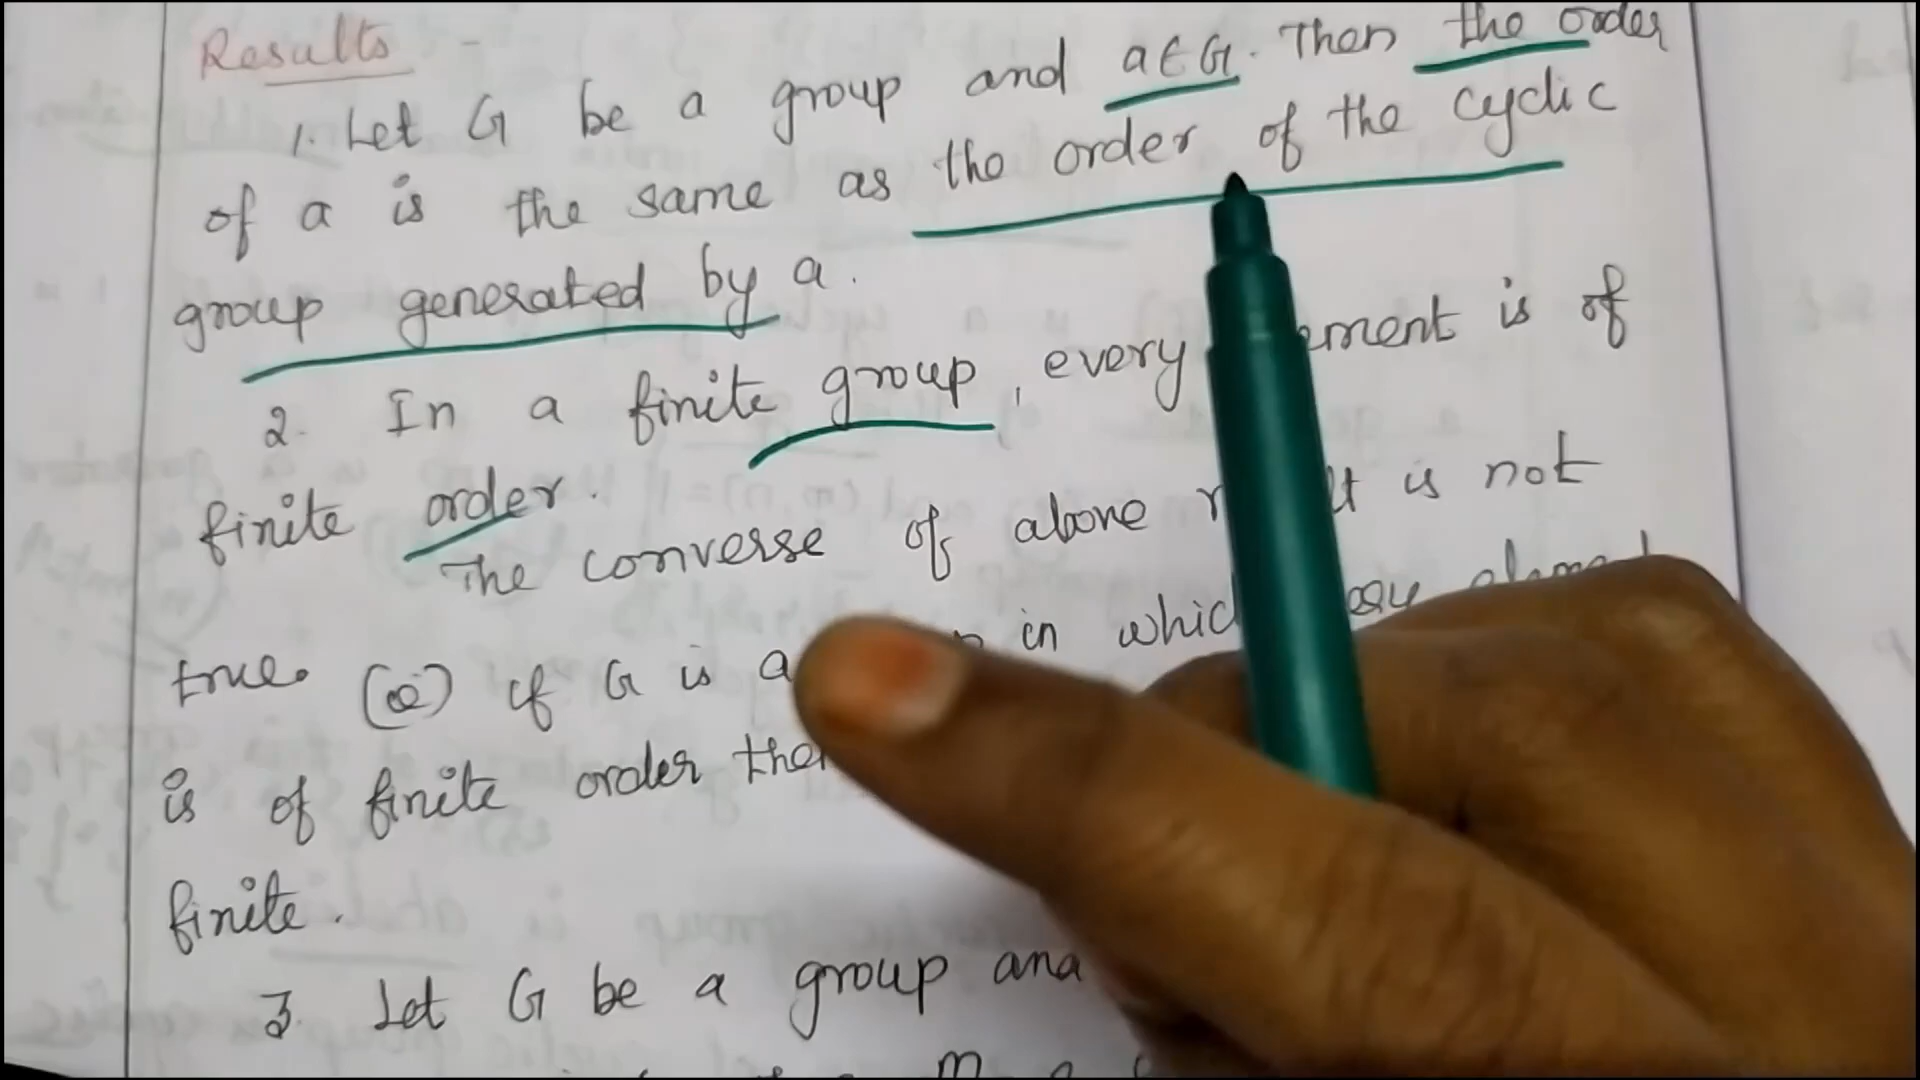 Results -
1. Let G be a group and a∈G. Then the order
of a is the same as the order of the cyclic
group generated by a.
2. In a finite group, every ement is of
finite order.
The converse of above lt is not
true. (ie) if G is a in which
is of finite order
finite.
3. Let G be a group and
m